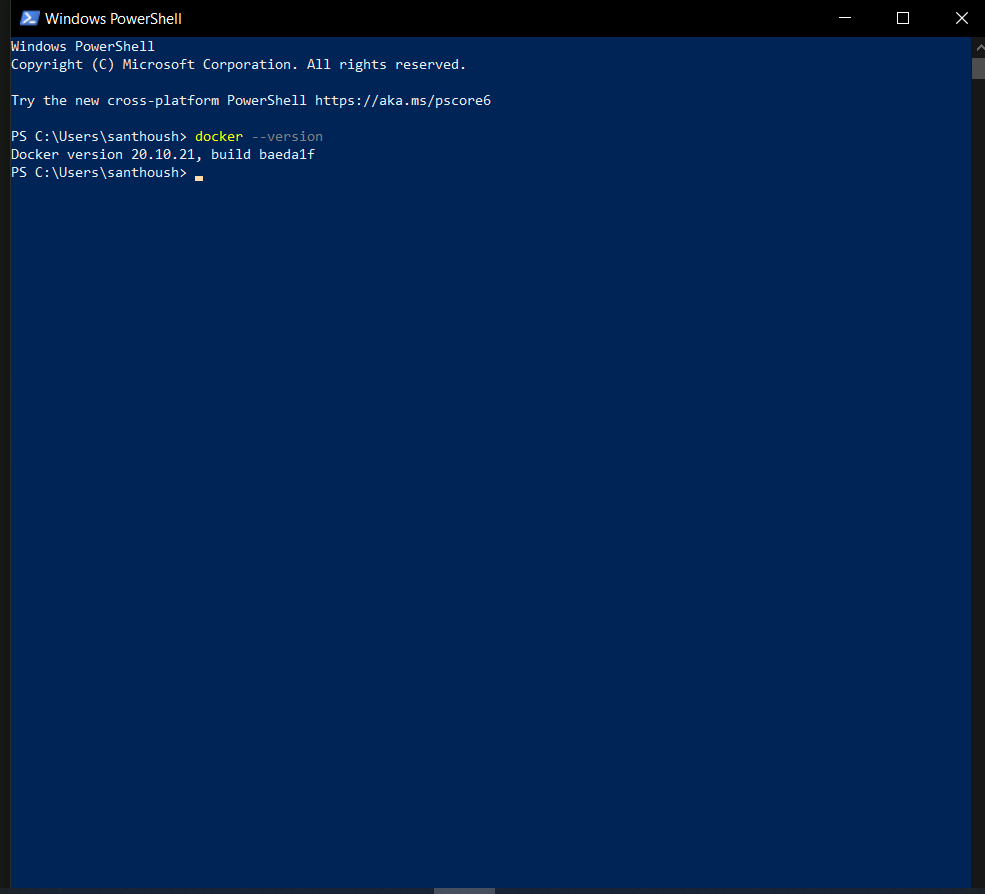 Windows PowerShell
Windows PowerShell
Copyright (C) Microsoft Corporation. All rights reserved.
Try the new cross-platform PowerShell https://aka.ms/pscore6
PS C:\Users\santhoush> docker --version
Docker version 20.10.21, build baeda1f
PS C:\Users\santhoush>